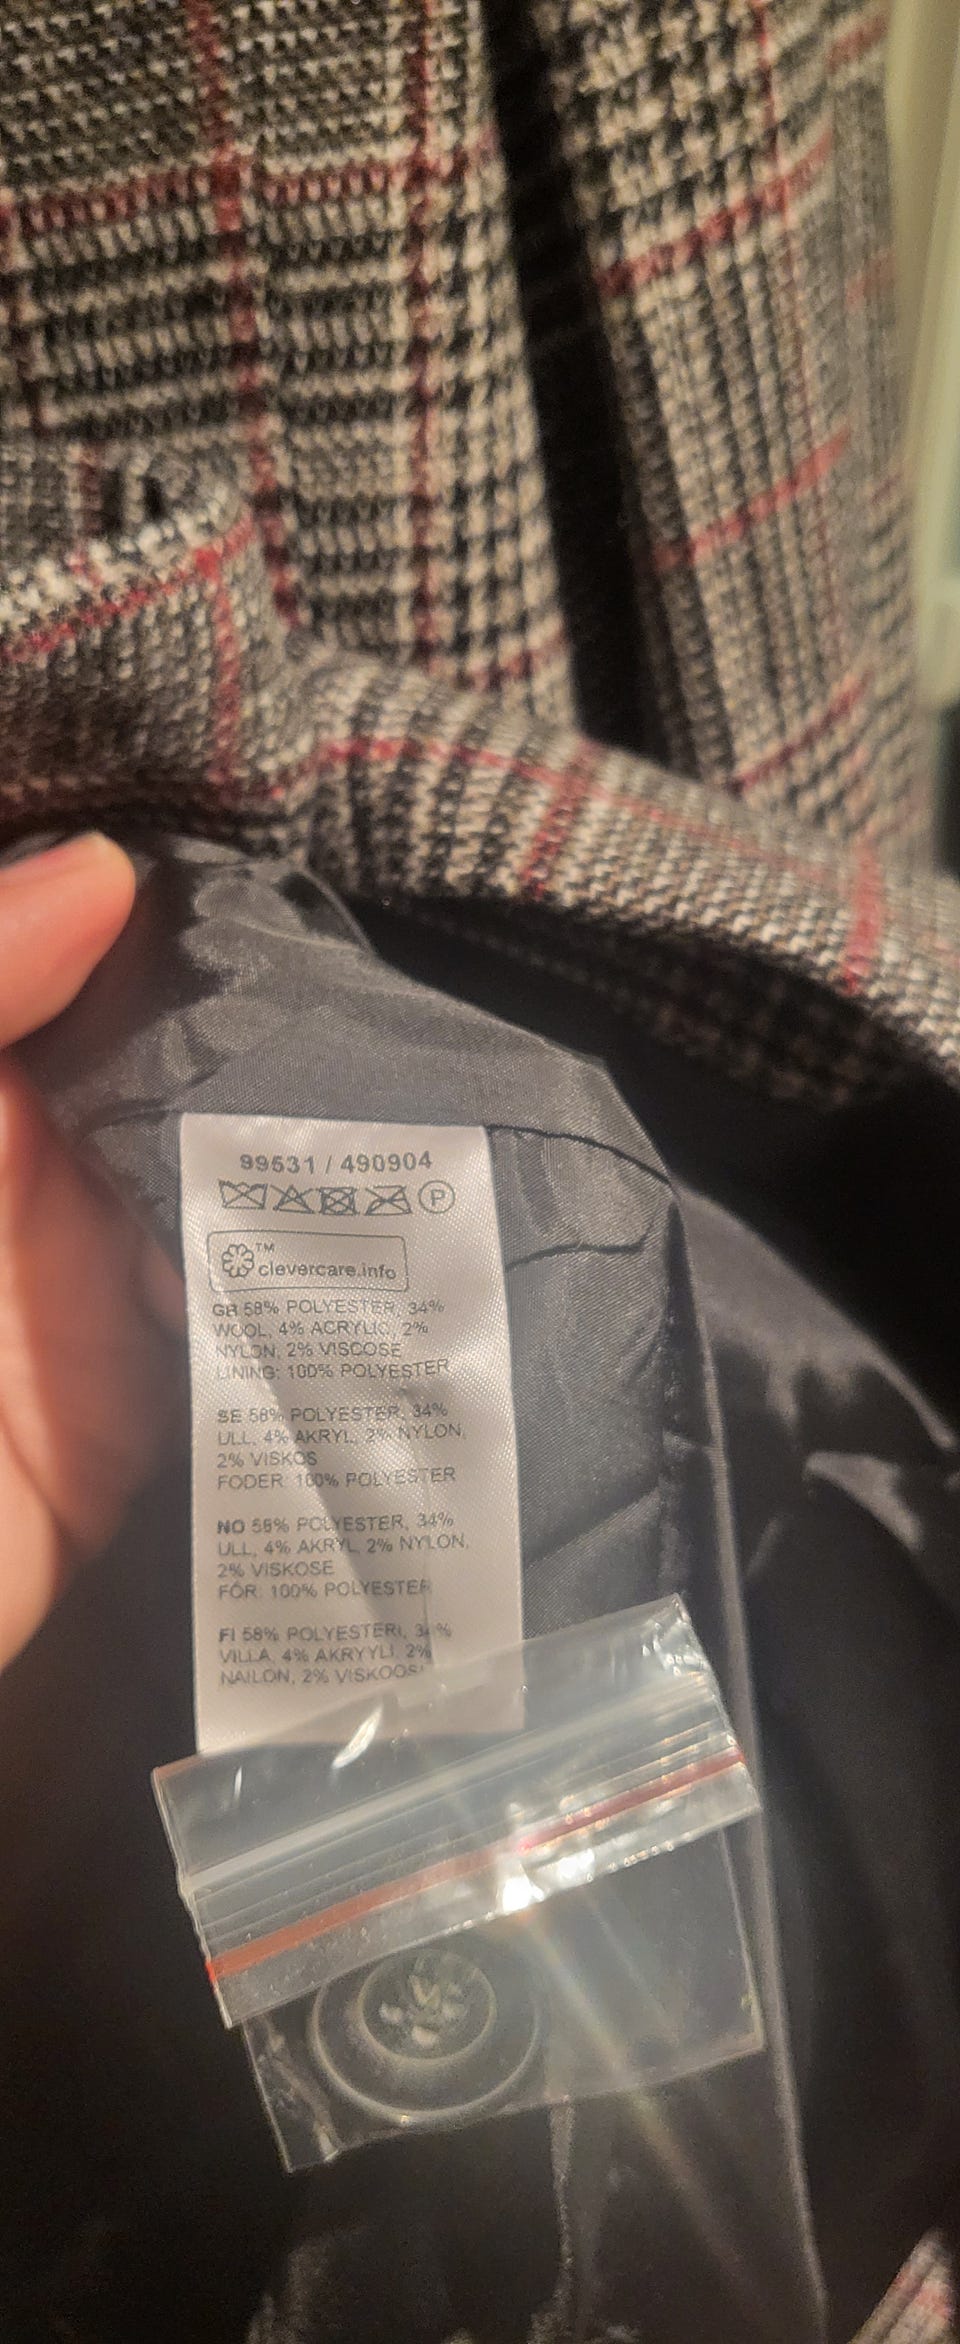 99531 / 490904
P
TM
clevercare.info
GB 58% POLYESTER, 34%
WOOL, 4% ACRYLIC, 2%
NYLON, 2% VISCOSE
LINING: 100% POLYESTER
SE 58% POLYESTER, 34%
ULL, 4% AKRYL, 2% NYLON,
2% VISKOS
FODER: 100% POLYESTER
NO 58% POLYESTER, 34%
ULL, 4% AKRYL, 2% NYLON,
2% VISKOSE
FÓR: 100% POLYESTER
FI 58% POLYESTERI, 34%
VILLA, 4% AKRYYLI, 2%
NAILON, 2% VISKOOSI